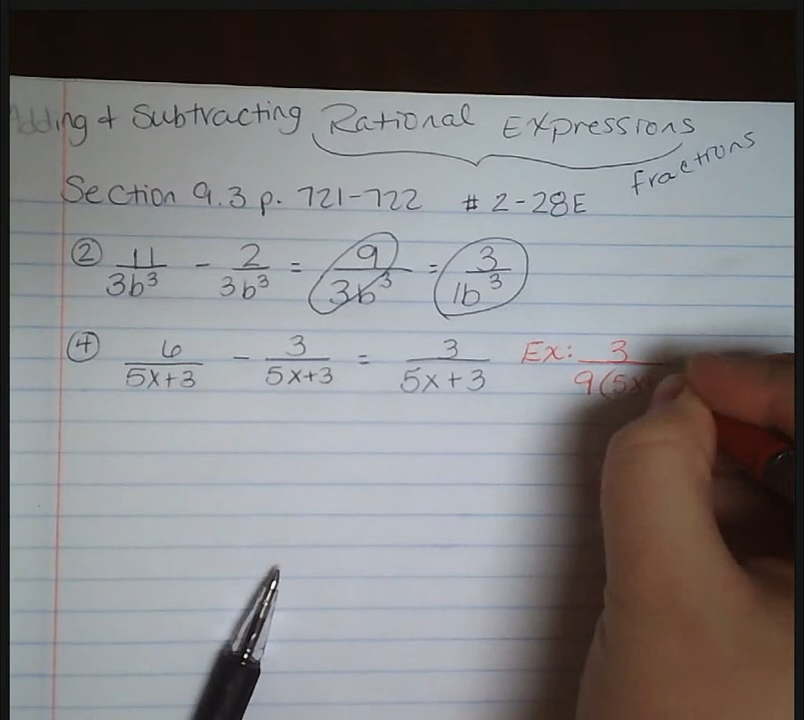 Adding + Subtracting Rational Expressions
fractions
Section 9.3 p. 721-722 # 2-28E
② 11/3b³ - 2/3b³ = 9/3b³ = 3/1b³
④ 6/5x+3 - 3/5x+3 = 3/5x+3 Ex: 3/9(5x